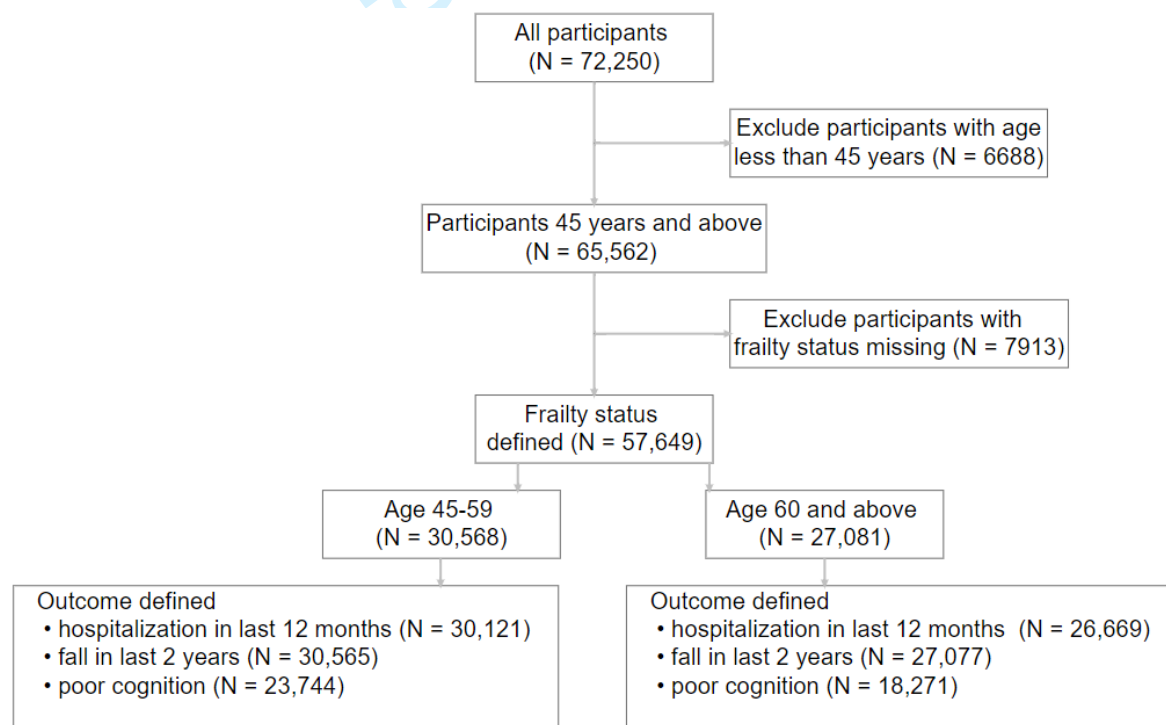 All participants
(N = 72,250)
Exclude participants with age
less than 45 years (N = 6688)
Participants 45 years and above
(N = 65,562)
Exclude participants with
frailty status missing (N = 7913)
Frailty status
defined (N = 57,649)
Age 45-59
(N = 30,568)
Age 60 and above
(N = 27,081)
Outcome defined
• hospitalization in last 12 months (N = 30,121)
• fall in last 2 years (N = 30,565)
• poor cognition (N = 23,744)
Outcome defined
• hospitalization in last 12 months (N = 26,669)
• fall in last 2 years (N = 27,077)
• poor cognition (N = 18,271)